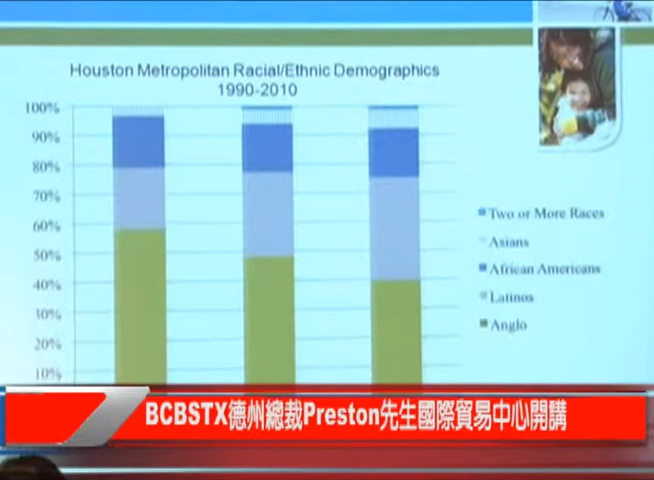 Houston Metropolitan Racial/Ethnic Demographics
1990-2010
100%
90%
80%
70%
60%
50%
40%
30%
20%
10%
Two or More Races
Asians
African Americans
Latinos
Anglo
BCBSTX德州總裁Preston先生國際貿易中心開講